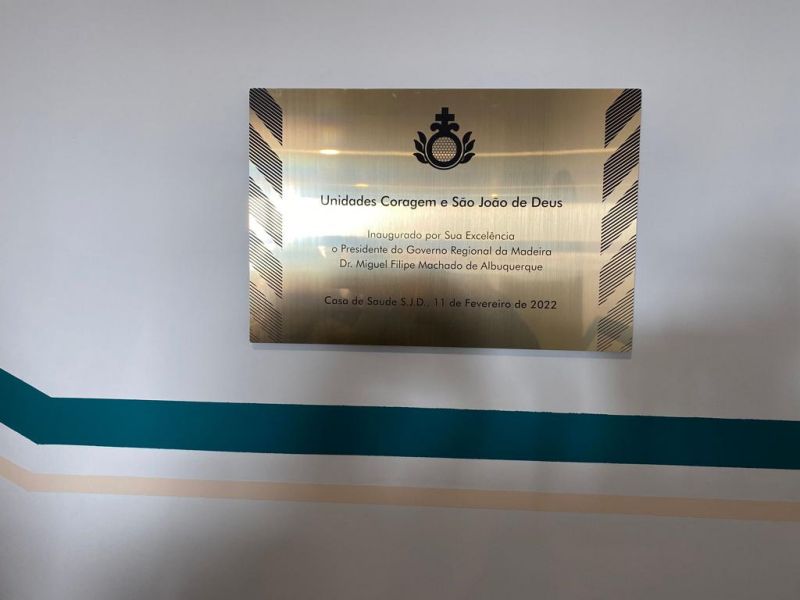 Unidades Coragem e São João de Deus
Inaugurado por Sua Excelência
o Presidente do Governo Regional da Madeira
Dr. Miguel Filipe Machado de Albuquerque
Casa de Saúde S.J.D., 11 de Fevereiro de 2022